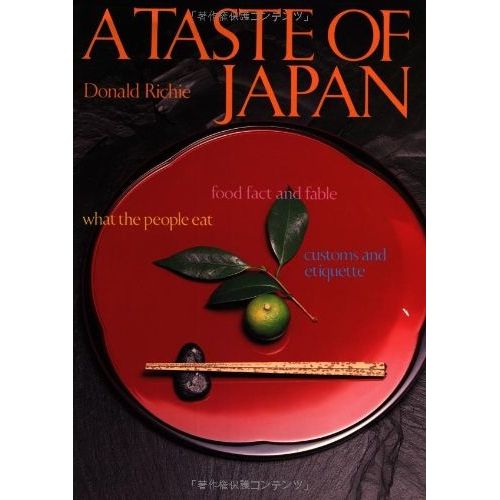 「著作権保護コンテンツ」
A TASTE OF
Donald Richie
JAPAN
food fact and fable
what the people eat
customs and
etiquette
「著作権保護コンテンツ」